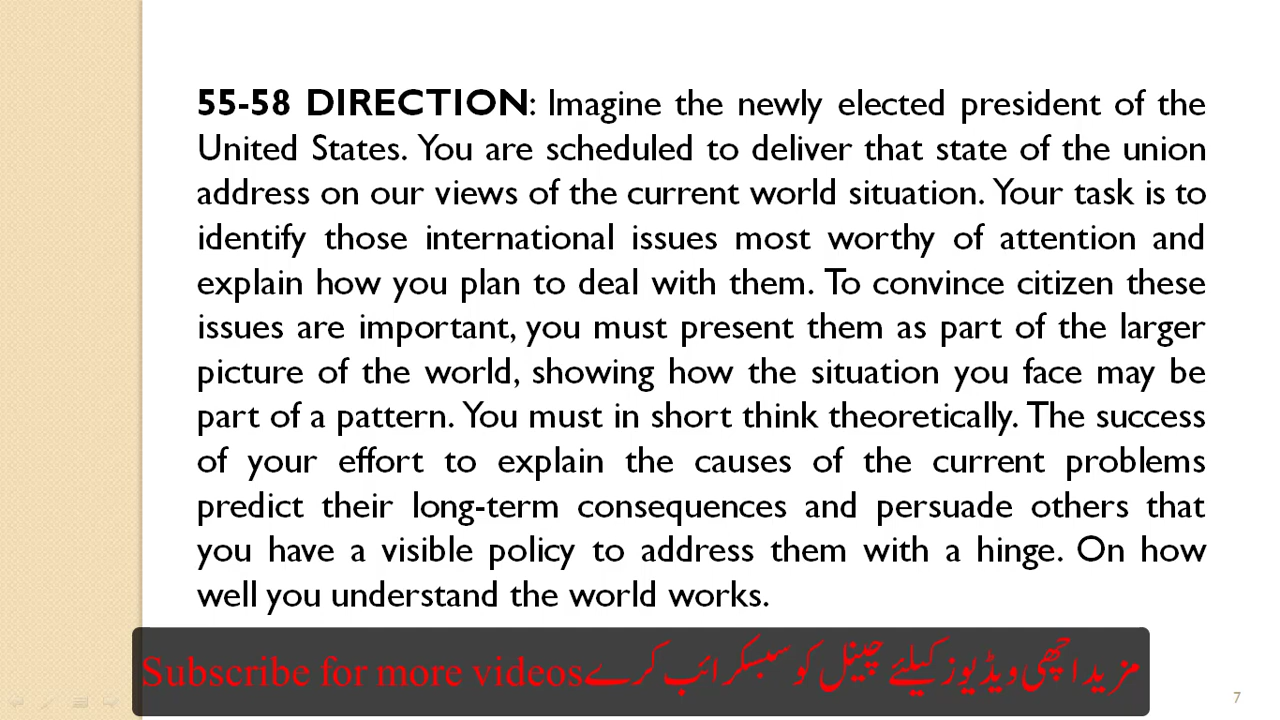 55-58 DIRECTION: Imagine the newly elected president of the
United States. You are scheduled to deliver that state of the union
address on our views of the current world situation. Your task is to
identify those international issues most worthy of attention and
explain how you plan to deal with them. To convince citizen these
issues are important, you must present them as part of the larger
picture of the world, showing how the situation you face may be
part of a pattern. You must in short think theoretically. The success
of your effort to explain the causes of the current problems
predict their long-term consequences and persuade others that
you have a visible policy to address them with a hinge. On how
well you understand the world works.
Subscribe for more videos مزید اچھی ویڈیوز کیلئے چینل کو سبسکرائب کرے
7